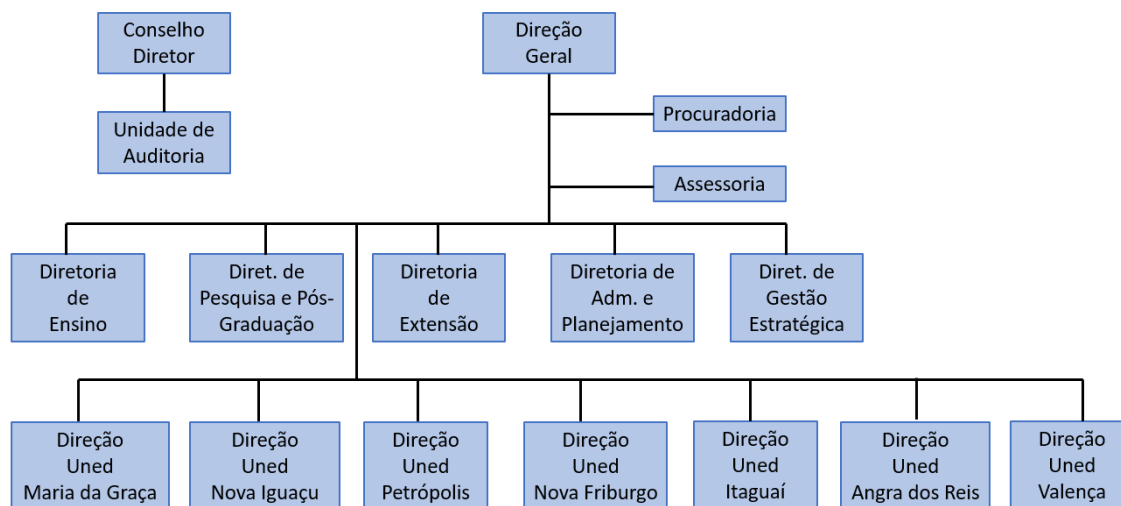 Conselho
Diretor
Direção
Geral
Unidade de
Auditoria
Procuradoria
Assessoria
Diretoria
de
Ensino
Diret. de
Pesquisa e Pós-
Graduação
Diretoria
de
Extensão
Diretoria de
Adm. e
Planejamento
Diret. de
Gestão
Estratégica
Direção
Uned
Maria da Graça
Direção
Uned
Nova Iguaçu
Direção
Uned
Petrópolis
Direção
Uned
Nova Friburgo
Direção
Uned
Itaguaí
Direção
Uned
Angra dos Reis
Direção
Uned
Valença